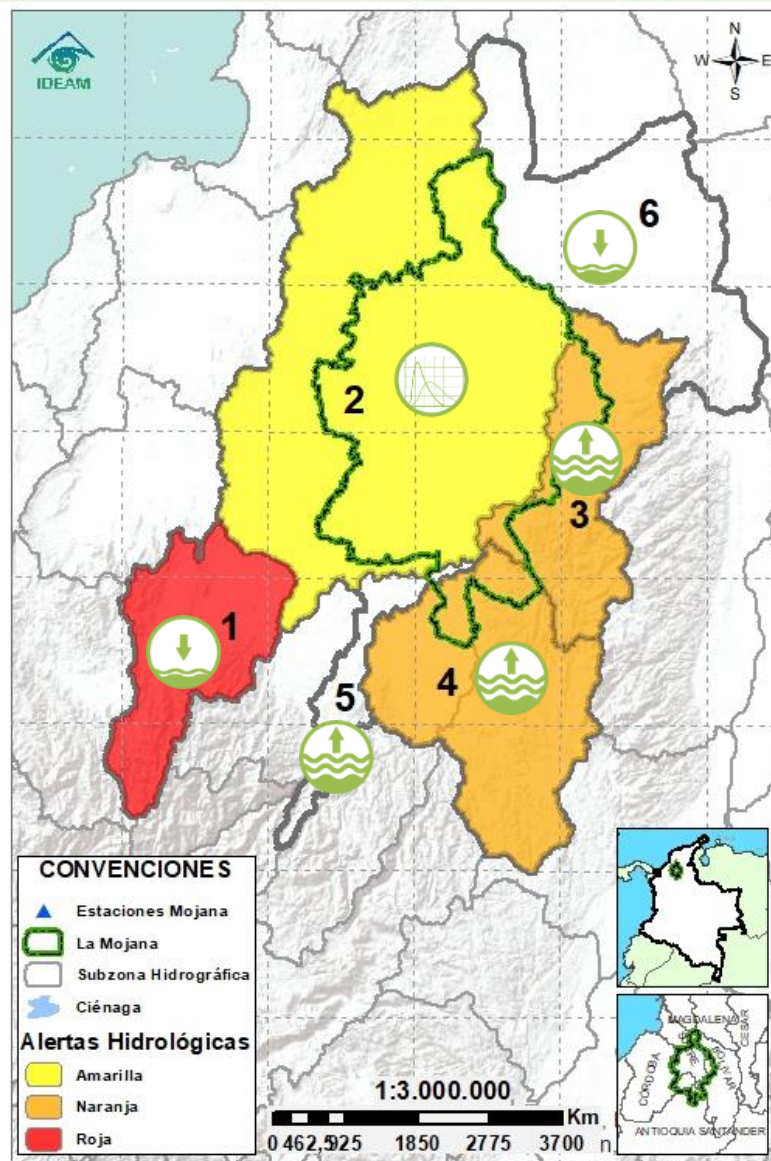 IDEAM
N
W E
S
6
2
3
1
4
5
CONVENCIONES
Estaciones Mojana
La Mojana
Subzona Hidrográfica
Ciénaga
Alertas Hidrológicas
Amarilla
Naranja
Roja
1:3.000.000
Km
0 462,5 925 1850 2775 3700
MAGDALENA
CESAR
BOLIVAR
CÓRDOBA
ANTIOQUIA SANTANDER